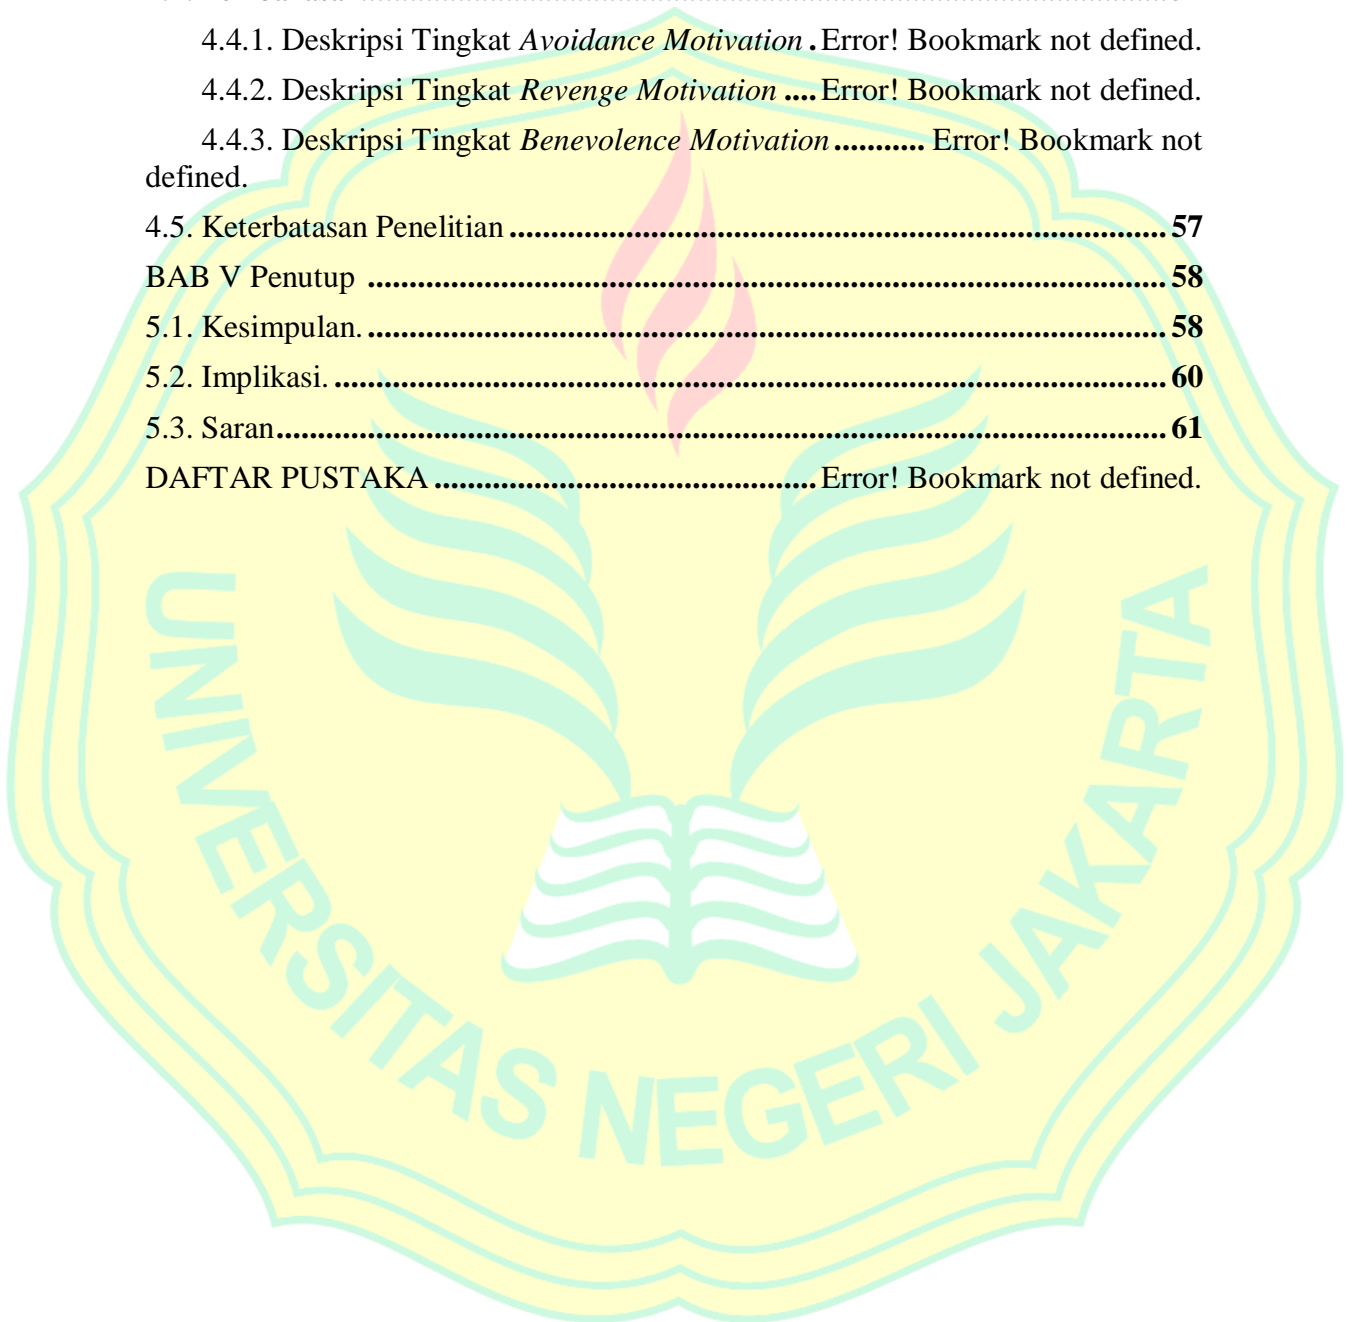 4.4.1. Deskripsi Tingkat Avoidance Motivation . Error! Bookmark not defined.
4.4.2. Deskripsi Tingkat Revenge Motivation .... Error! Bookmark not defined.
4.4.3. Deskripsi Tingkat Benevolence Motivation ........... Error! Bookmark not
defined.
4.5. Keterbatasan Penelitian ................................................................................ 57
BAB V Penutup ................................................................................................. 58
5.1. Kesimpulan. ................................................................................................. 58
5.2. Implikasi. ..................................................................................................... 60
5.3. Saran ............................................................................................................ 61
DAFTAR PUSTAKA .............................................. Error! Bookmark not defined.
UNIVERSITAS NEGERI JAKARTA